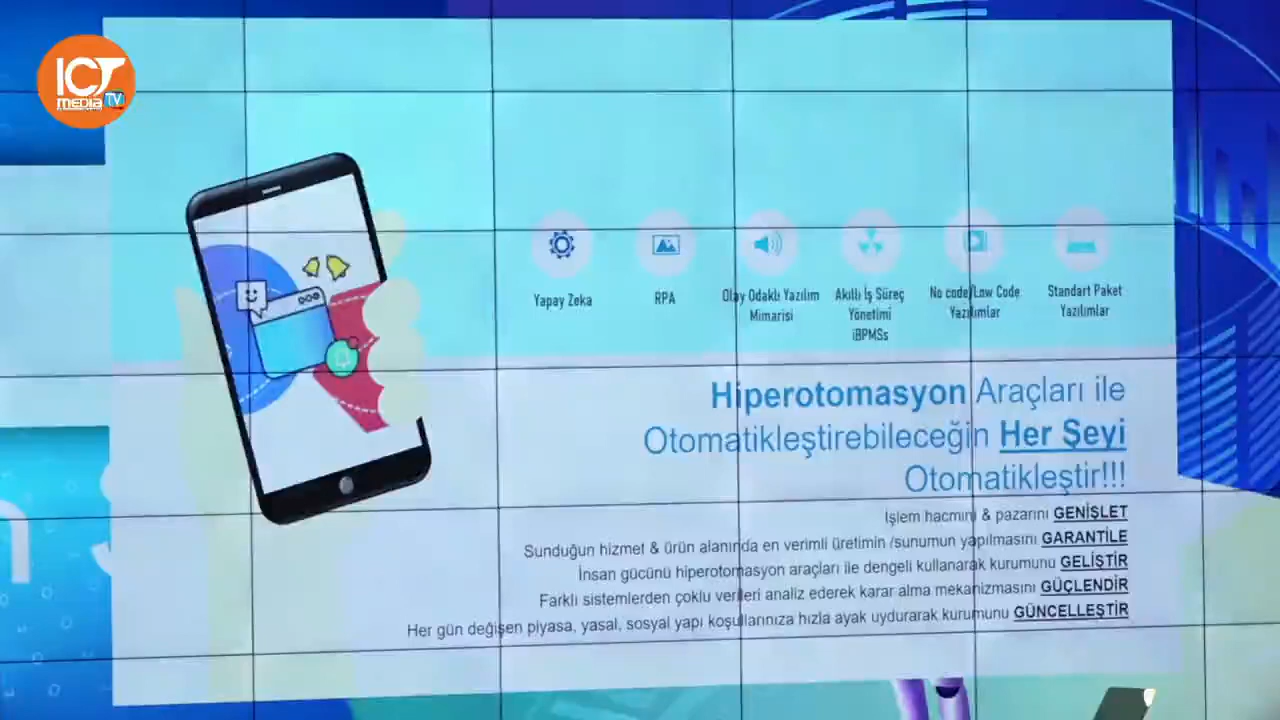 ICT
media TV
Yapay Zeka
RPA
Olay Odaklı Yazılım
Mimarisi
Akıllı İş Süreç
Yönetimi
iBPMSs
No code/Low Code
Yazılımlar
Standart Paket
Yazılımlar
Hiperotomasyon Araçları ile
Otomatikleştirebileceğin Her Şeyi
Otomatikleştir!!!
İşlem hacmini & pazarını GENİŞLET
Sunduğun hizmet & ürün alanında en verimli üretimin /sunumun yapılmasını GARANTİLE
İnsan gücünü hiperotomasyon araçları ile dengeli kullanarak kurumunu GELİŞTİR
Farklı sistemlerden çoklu verileri analiz ederek karar alma mekanizmasını GÜÇLENDİR
Her gün değişen piyasa, yasal, sosyal yapı koşullarınıza hızla ayak uydurarak kurumunu GÜNCELLEŞTİR